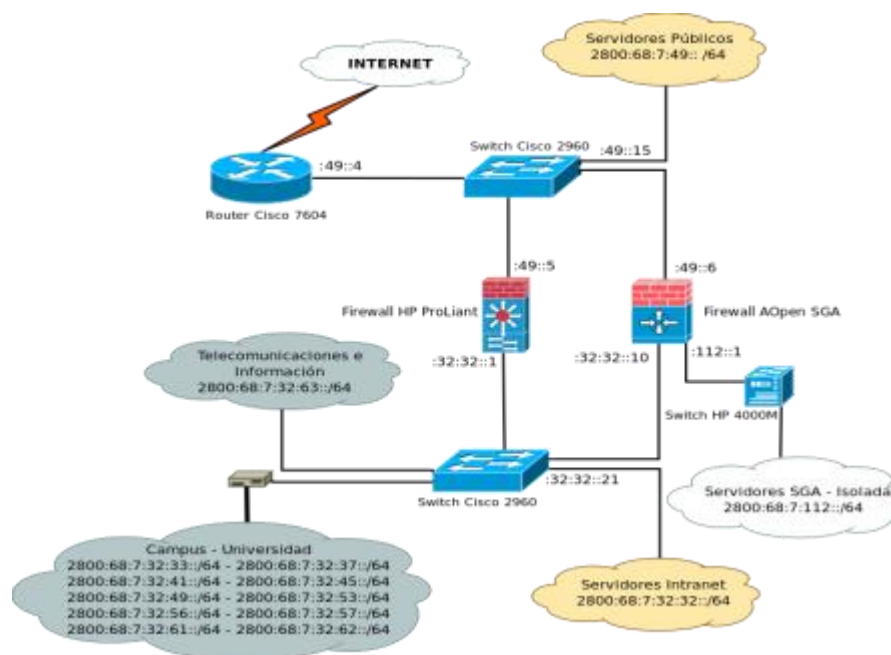 INTERNET
Servidores Públicos
2800:68:7:49:: /64
Switch Cisco 2960
:49::15
:49::4
Router Cisco 7604
:49::5
:49::6
Firewall HP ProLiant
Firewall AOpen SGA
:32:32::1
:32:32::10
:112::1
Telecomunicaciones e
Información
2800:68:7:32:63::/64
Switch HP 4000M
Switch Cisco 2960
:32:32::21
Servidores SGA - Isolada
2800:68:7:112::/64
Campus - Universidad
2800:68:7:32:33::/64 - 2800:68:7:32:37::/64
2800:68:7:32:41::/64 - 2800:68:7:32:45::/64
2800:68:7:32:49::/64 - 2800:68:7:32:53::/64
2800:68:7:32:56::/64 - 2800:68:7:32:57::/64
2800:68:7:32:61::/64 - 2800:68:7:32:62::/64
Servidores Intranet
2800:68:7:32:32::/64